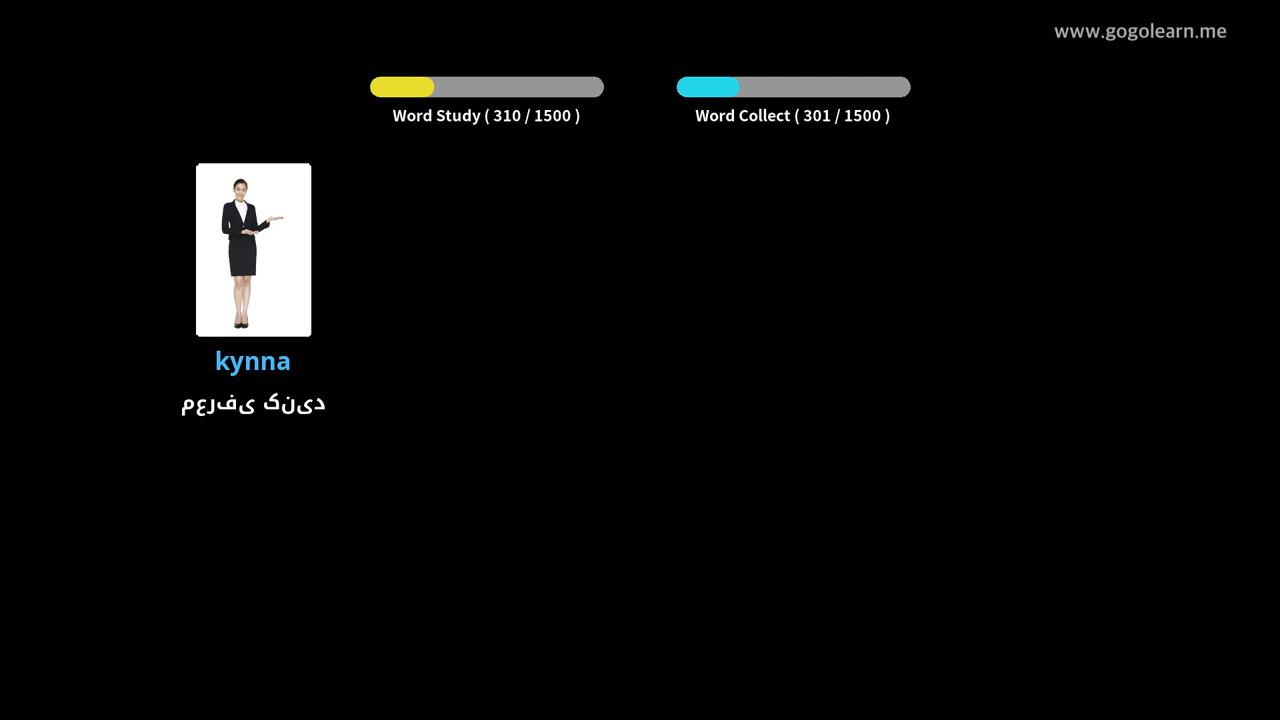 www.gogolearn.me
Word Study ( 310 / 1500 )
Word Collect ( 301 / 1500 )
kynna
معرفی کنید